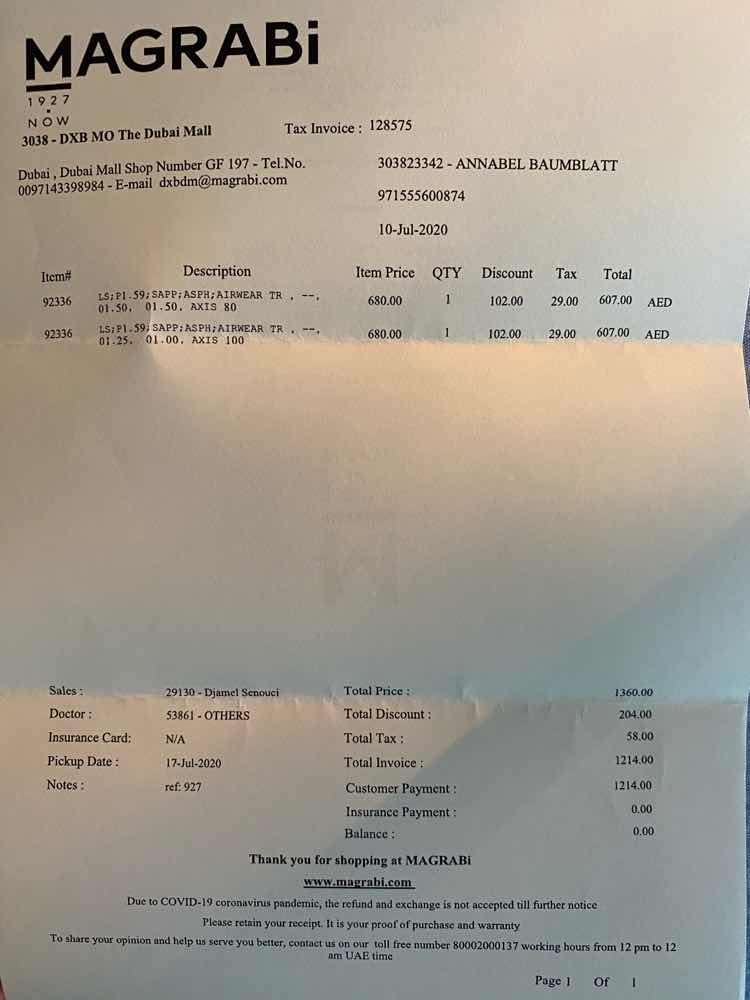 MAGRABi
1927
NOW
3038 - DXB MO The Dubai Mall
Tax Invoice : 128575
Dubai , Dubai Mall Shop Number GF 197 - Tel.No.
0097143398984 - E-mail dxbdm@magrabi.com
303823342 - ANNABEL BAUMBLATT
971555600874
10-Jul-2020
Item# Description Item Price QTY Discount Tax Total
92336 LS;P1.59;SAPP;ASPH;AIRWEAR TR , --, 680.00 1 102.00 29.00 607.00 AED
01.50, 01.50, AXIS 80
92336 LS;P1.59;SAPP;ASPH;AIRWEAR TR , --, 680.00 1 102.00 29.00 607.00 AED
01.25, 01.00, AXIS 100
Sales : 29130 - Djamel Senouci Total Price : 1360.00
Doctor : 53861 - OTHERS Total Discount : 204.00
Insurance Card: N/A Total Tax : 58.00
Pickup Date : 17-Jul-2020 Total Invoice : 1214.00
Notes : ref: 927 Customer Payment : 1214.00
Insurance Payment : 0.00
Balance : 0.00
Thank you for shopping at MAGRABi
www.magrabi.com
Due to COVID-19 coronavirus pandemic, the refund and exchange is not accepted till further notice
Please retain your receipt. It is your proof of purchase and warranty
To share your opinion and help us serve you better, contact us on our toll free number 80002000137 working hours from 12 pm to 12
am UAE time
Page 1 Of 1